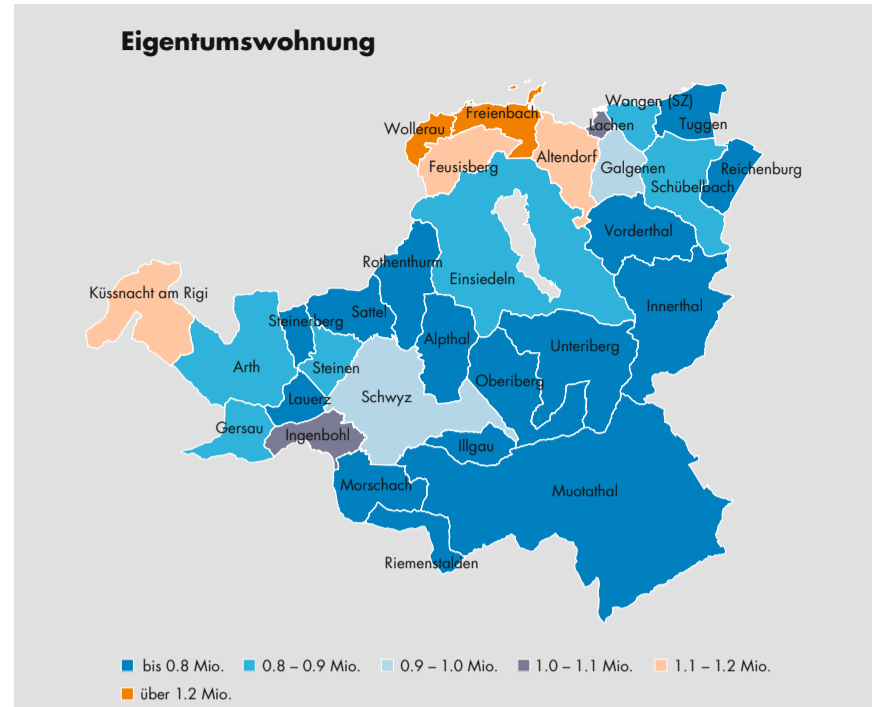 Eigentumswohnung
Wangen (SZ)
Freienbach
Wollerau
Lachen
Tuggen
Altendorf
Feusisberg
Galgenen
Reichenburg
Schübelbach
Vorderthal
Rothenthurm
Einsiedeln
Küssnacht am Rigi
Innerthal
Sattel
Steinerberg
Alpthal
Unteriberg
Arth
Steinen
Oberiberg
Lauerz
Schwyz
Gersau
Ingenbohl
Illgau
Morschach
Muotathal
Riemenstalden
bis 0.8 Mio. 0.8 – 0.9 Mio. 0.9 – 1.0 Mio. 1.0 – 1.1 Mio. 1.1 – 1.2 Mio.
über 1.2 Mio.